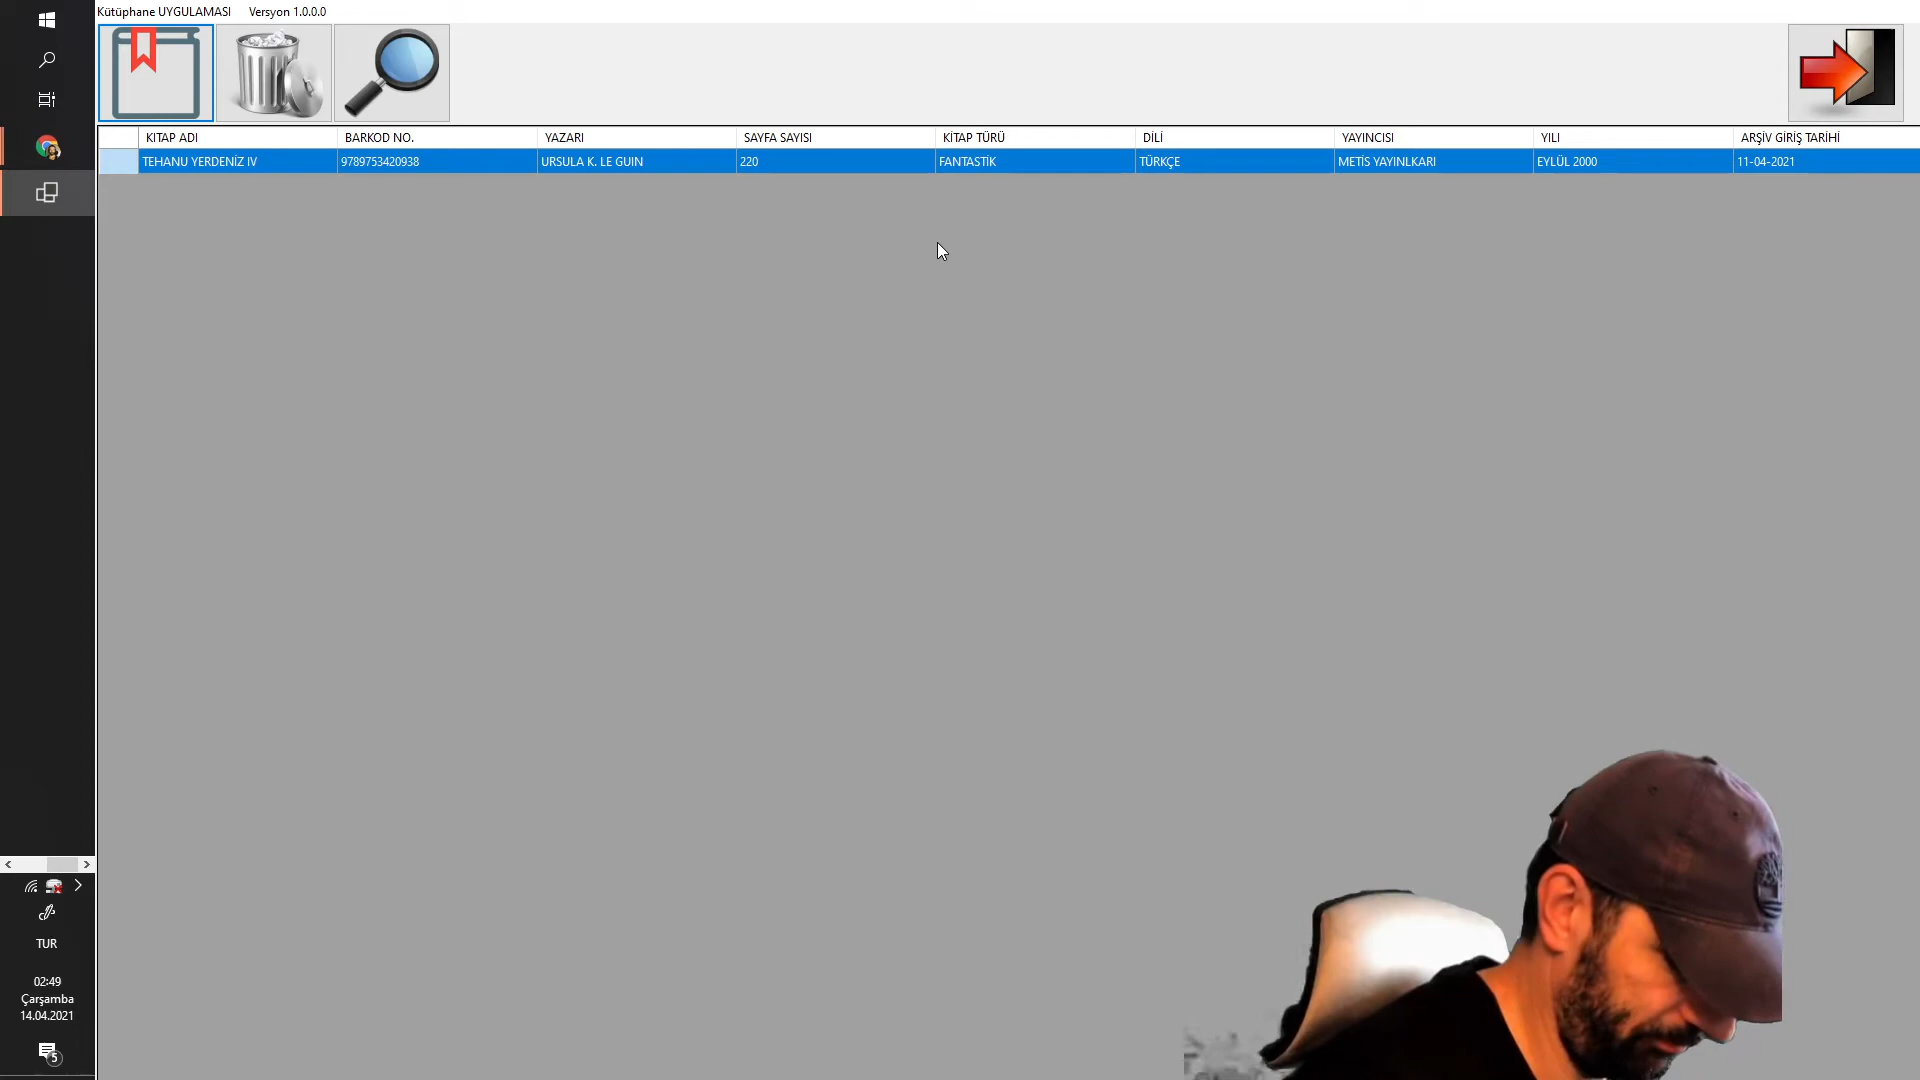 Kütüphane UYGULAMASI Versyon 1.0.0.0
KITAP ADI BARKOD NO. YAZARI SAYFA SAYISI KİTAP TÜRÜ DİLİ YAYINCISI YILI ARŞİV GİRİŞ TARİHİ
TEHANU YERDENİZ IV 9789753420938 URSULA K. LE GUIN 220 FANTASTİK TÜRKÇE METİS YAYINLKARI EYLÜL 2000 11-04-2021
TUR
02:49
Çarşamba
14.04.2021
5